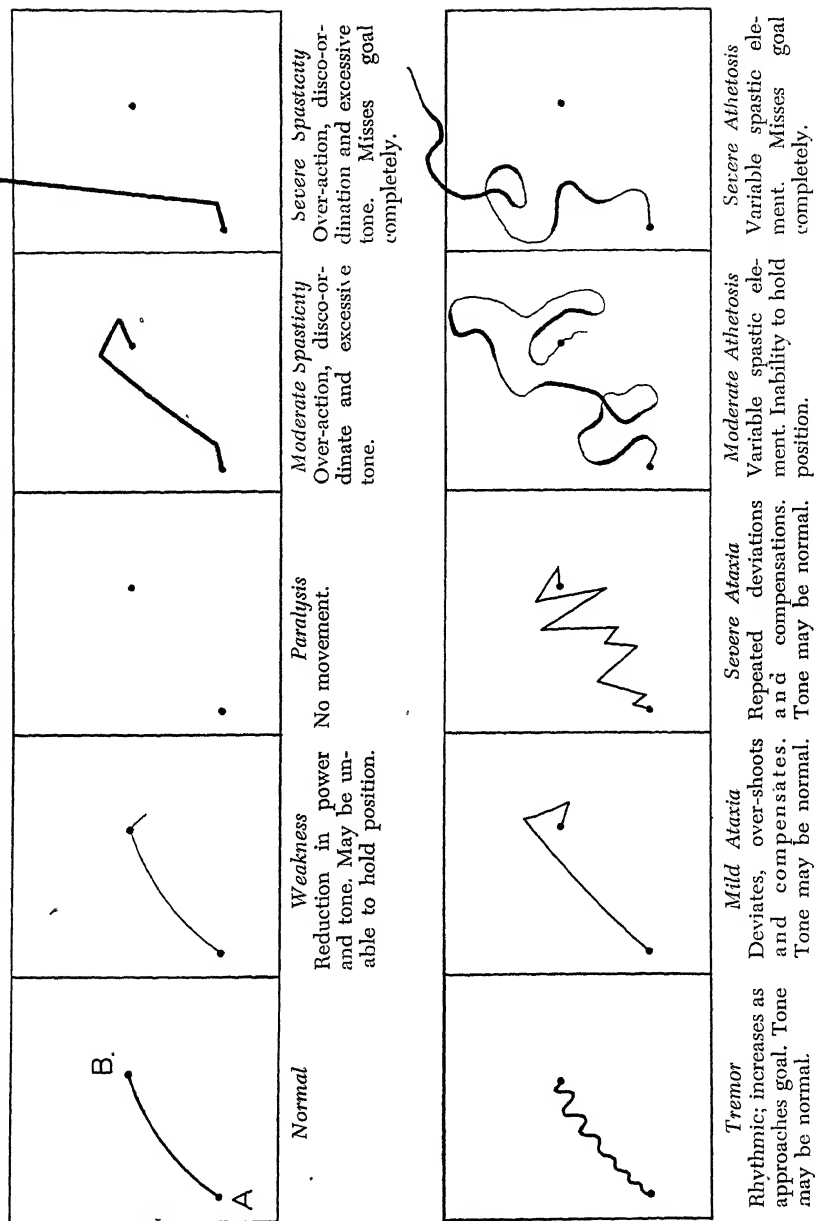 A
B.
Normal
Weakness
Reduction in power
and tone. May be un-
able to hold position.
Paralysis
No movement.
Moderate Spasticity
Over-action, disco-or-
dinate and excessive
tone.
Severe Spasticity
Over-action, disco-or-
dination and excessive
tone. Misses goal
completely.
Tremor
Rhythmic; increases as
approaches goal. Tone
may be normal.
Mild Ataxia
Deviates, over-shoots
and compensates.
Tone may be normal.
Severe Ataxia
Repeated deviations
and compensations.
Tone may be normal.
Moderate Athetosis
Variable spastic ele-
ment. Inability to hold
position.
Severe Athetosis
Variable spastic ele-
ment. Misses goal
completely.